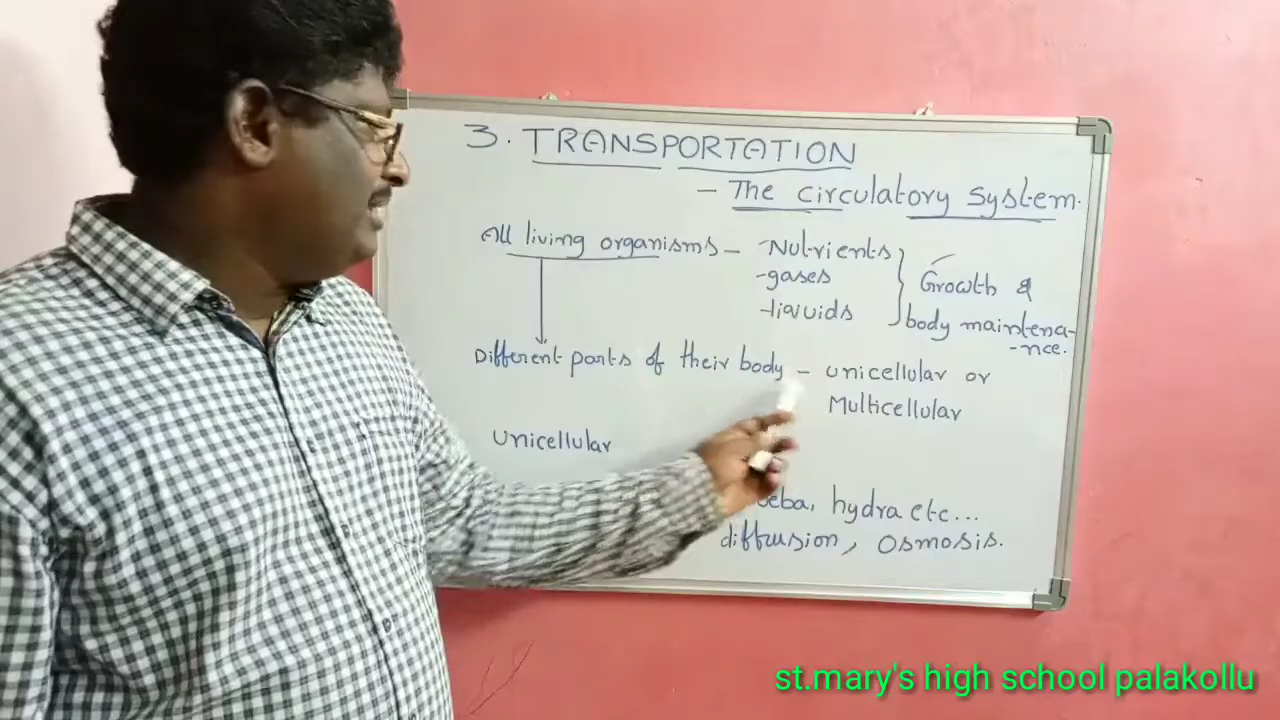 3. TRANSPORTATION
- The circulatory system.
All living organisms - -Nutrients
-gases
-liquids
Growth &
body maintena-
-nce.
Different parts of their body - unicellular or
Multicellular
Unicellular
hydra etc...
diffusion, Osmosis.
st.mary's high school palakollu